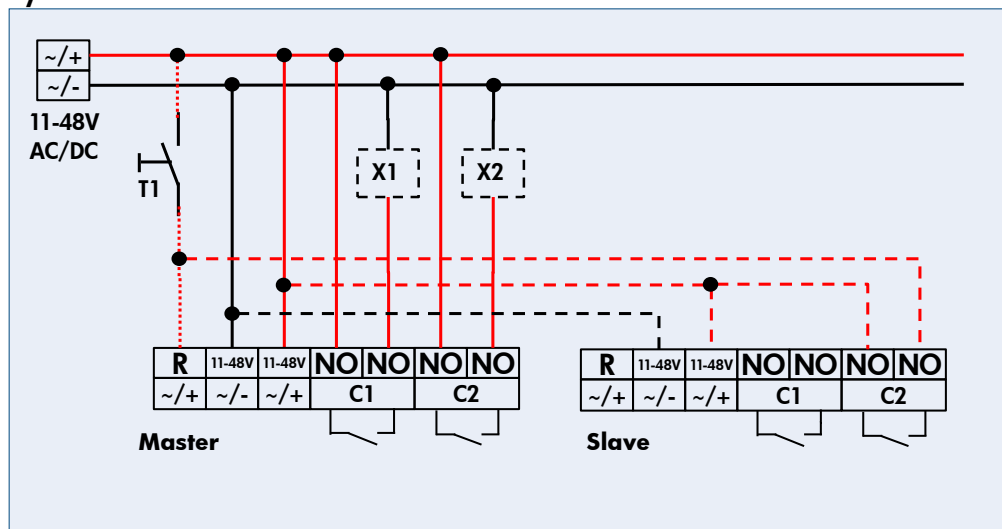 ~/+
~/-
11-48V
AC/DC
T1
X1
X2
R 11-48V 11-48V NO NO NO NO
~/+ ~/- ~/+ C1 C2
Master
R 11-48V 11-48V NO NO NO NO
~/+ ~/- ~/+ C1 C2
Slave